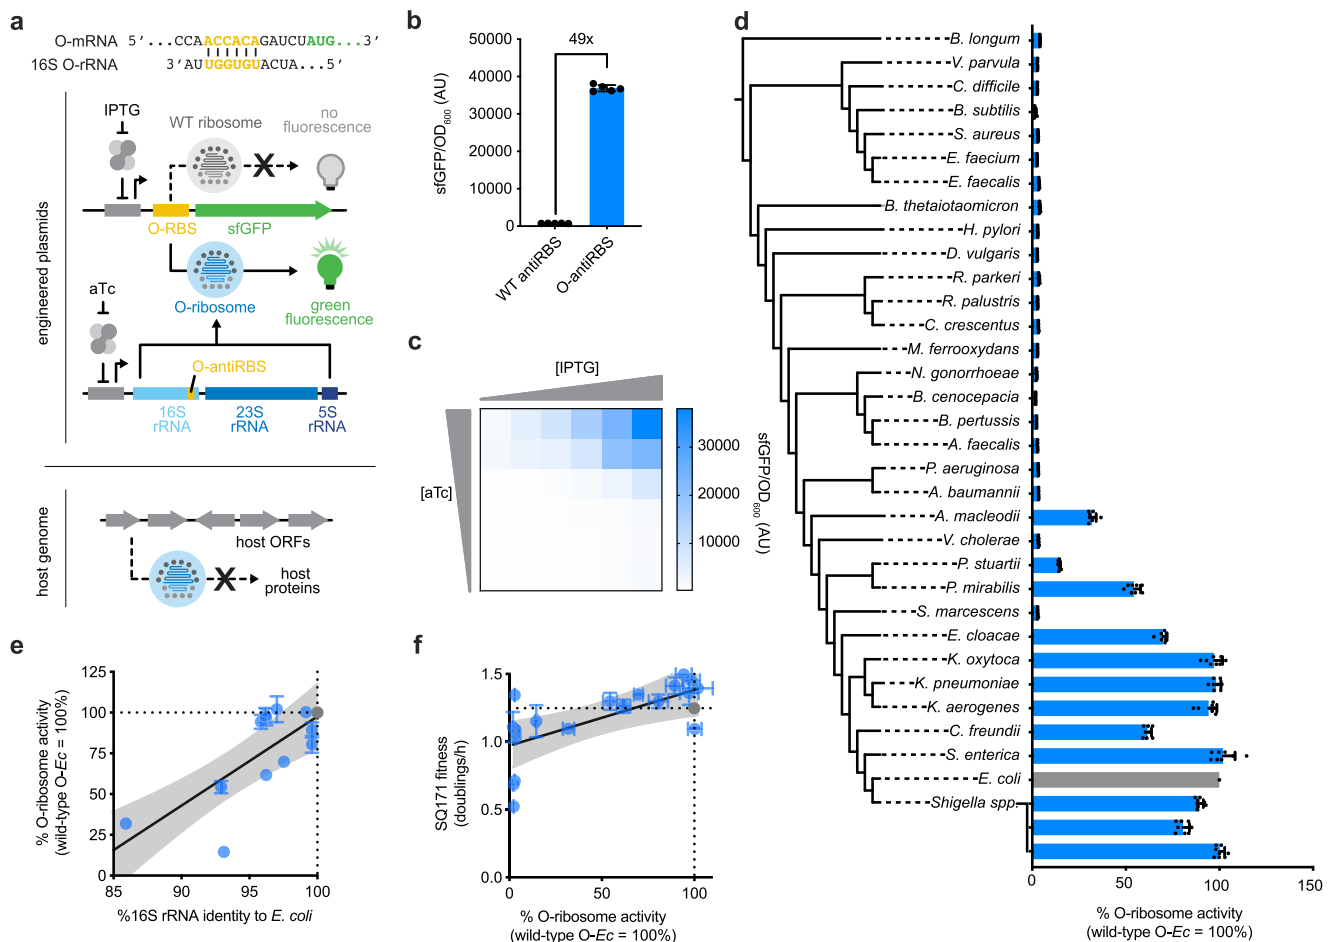 a
O-mRNA 5′...CCAACCACAGAUCUAUG...3′
16S O-rRNA 3′AUUGGUGUACUA...5′
engineered plasmids
IPTG
WT ribosome
no
fluorescence
X
O-RBS
sfGFP
aTc
O-ribosome
green
fluorescence
O-antiRBS
16S
rRNA
23S
rRNA
5S
rRNA
host genome
host ORFs
X
host
proteins
b
sfGFP/OD600 (AU)
50000
40000
30000
20000
10000
0
49x
WT antiRBS
O-antiRBS
c
[IPTG]
[aTc]
30000
20000
10000
sfGFP/OD600 (AU)
d
B. longum
V. parvula
C. difficile
B. subtilis
S. aureus
E. faecium
E. faecalis
B. thetaiotaomicron
H. pylori
D. vulgaris
R. parkeri
R. palustris
C. crescentus
M. ferrooxydans
N. gonorrhoeae
B. cenocepacia
B. pertussis
A. faecalis
P. aeruginosa
A. baumannii
A. macleodii
V. cholerae
P. stuartii
P. mirabilis
S. marcescens
E. cloacae
K. oxytoca
K. pneumoniae
K. aerogenes
C. freundii
S. enterica
E. coli
Shigella spp
0 50 100 150
% O-ribosome activity
(wild-type O-Ec = 100%)
e
% O-ribosome activity
(wild-type O-Ec = 100%)
125
100
75
50
25
0
85 90 95 100
%16S rRNA identity to E. coli
f
SQ171 fitness
(doublings/h)
1.5
1.0
0.5
0.0
0 50 100
% O-ribosome activity
(wild-type O-Ec = 100%)